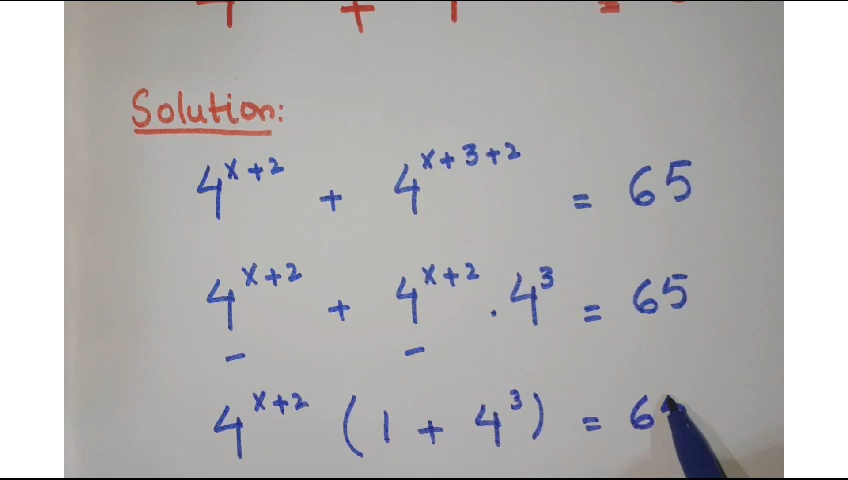 Solution:
4^(x+2) + 4^(x+3+2) = 65
4^(x+2) + 4^(x+2) . 4^3 = 65
4^(x+2) (1 + 4^3) = 6